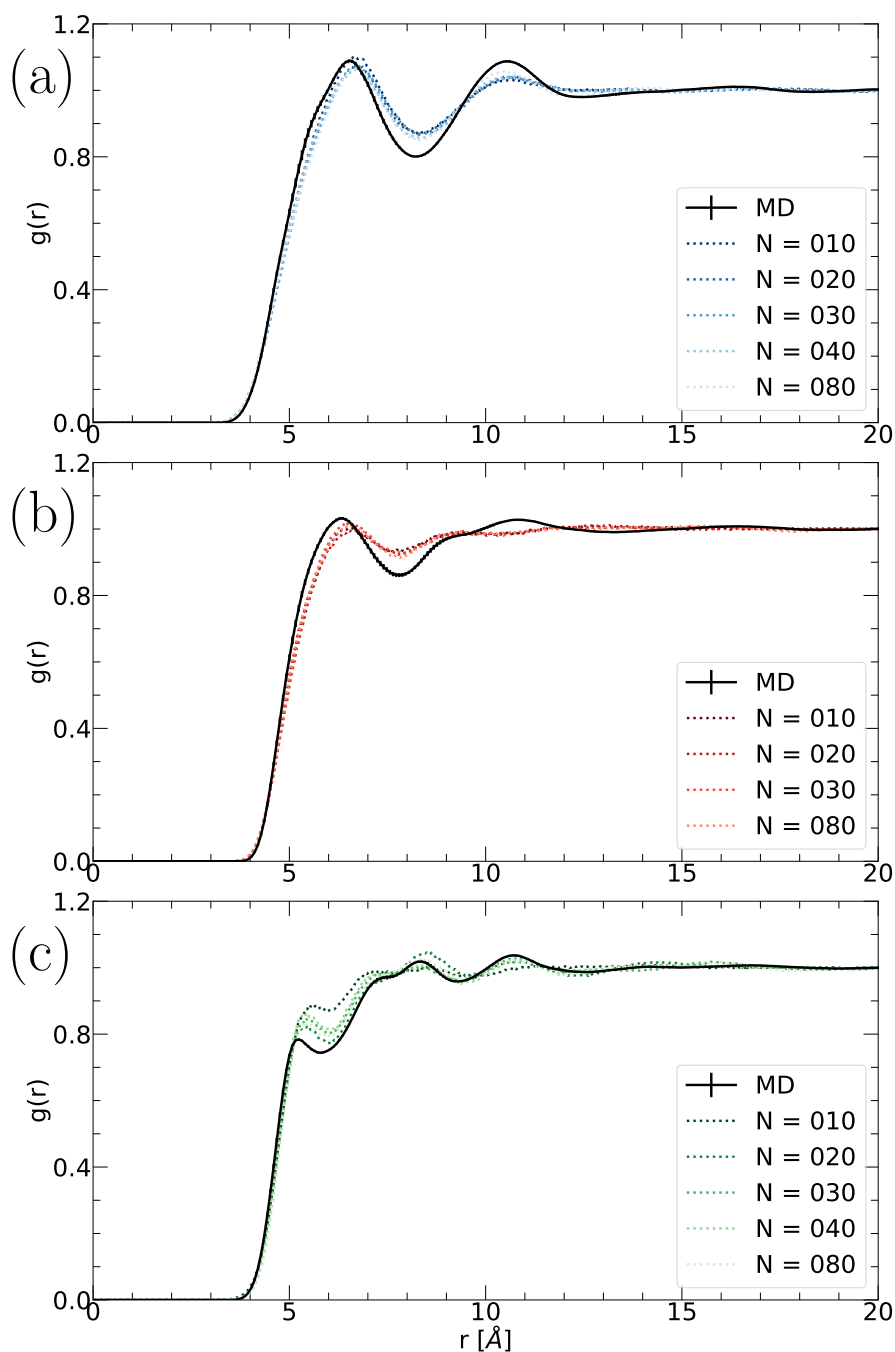 (a)
g(r)
1.2
0.8
0.4
0.0
0
5
10
15
20
MD
N = 010
N = 020
N = 030
N = 040
N = 080
(b)
g(r)
1.2
0.8
0.4
0.0
0
5
10
15
20
MD
N = 010
N = 020
N = 030
N = 080
(c)
g(r)
1.2
0.8
0.4
0.0
0
5
10
15
20
MD
N = 010
N = 020
N = 030
N = 040
N = 080
r [Å]